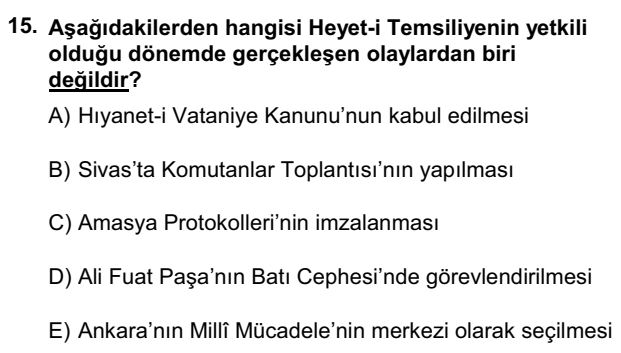 15. Aşağıdakilerden hangisi Heyet-i Temsiliyenin yetkili
olduğu dönemde gerçekleşen olaylardan biri
değildir?
A) Hıyanet-i Vataniye Kanunu’nun kabul edilmesi
B) Sivas’ta Komutanlar Toplantısı’nın yapılması
C) Amasya Protokolleri’nin imzalanması
D) Ali Fuat Paşa’nın Batı Cephesi’nde görevlendirilmesi
E) Ankara’nın Millî Mücadele’nin merkezi olarak seçilmesi